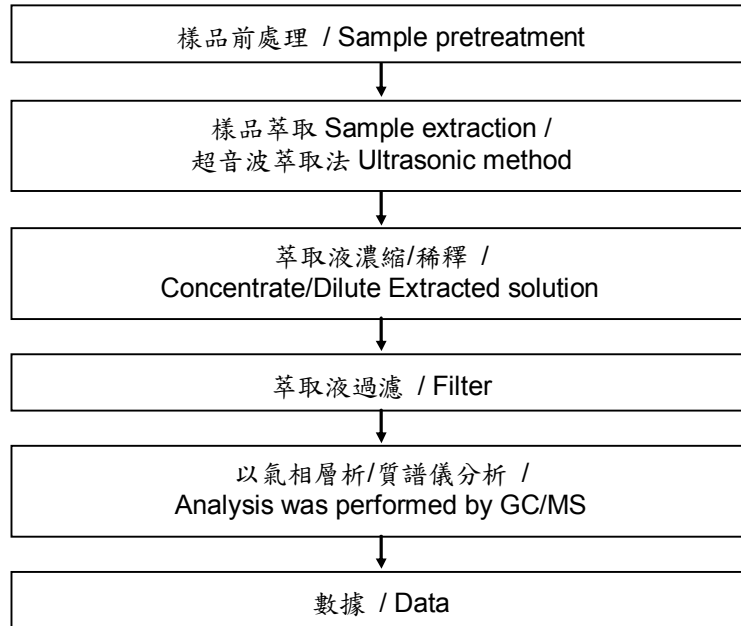 樣品前處理 / Sample pretreatment
樣品萃取 Sample extraction /
超音波萃取法 Ultrasonic method
萃取液濃縮/稀釋 /
Concentrate/Dilute Extracted solution
萃取液過濾 / Filter
以氣相層析/質譜儀分析 /
Analysis was performed by GC/MS
數據 / Data